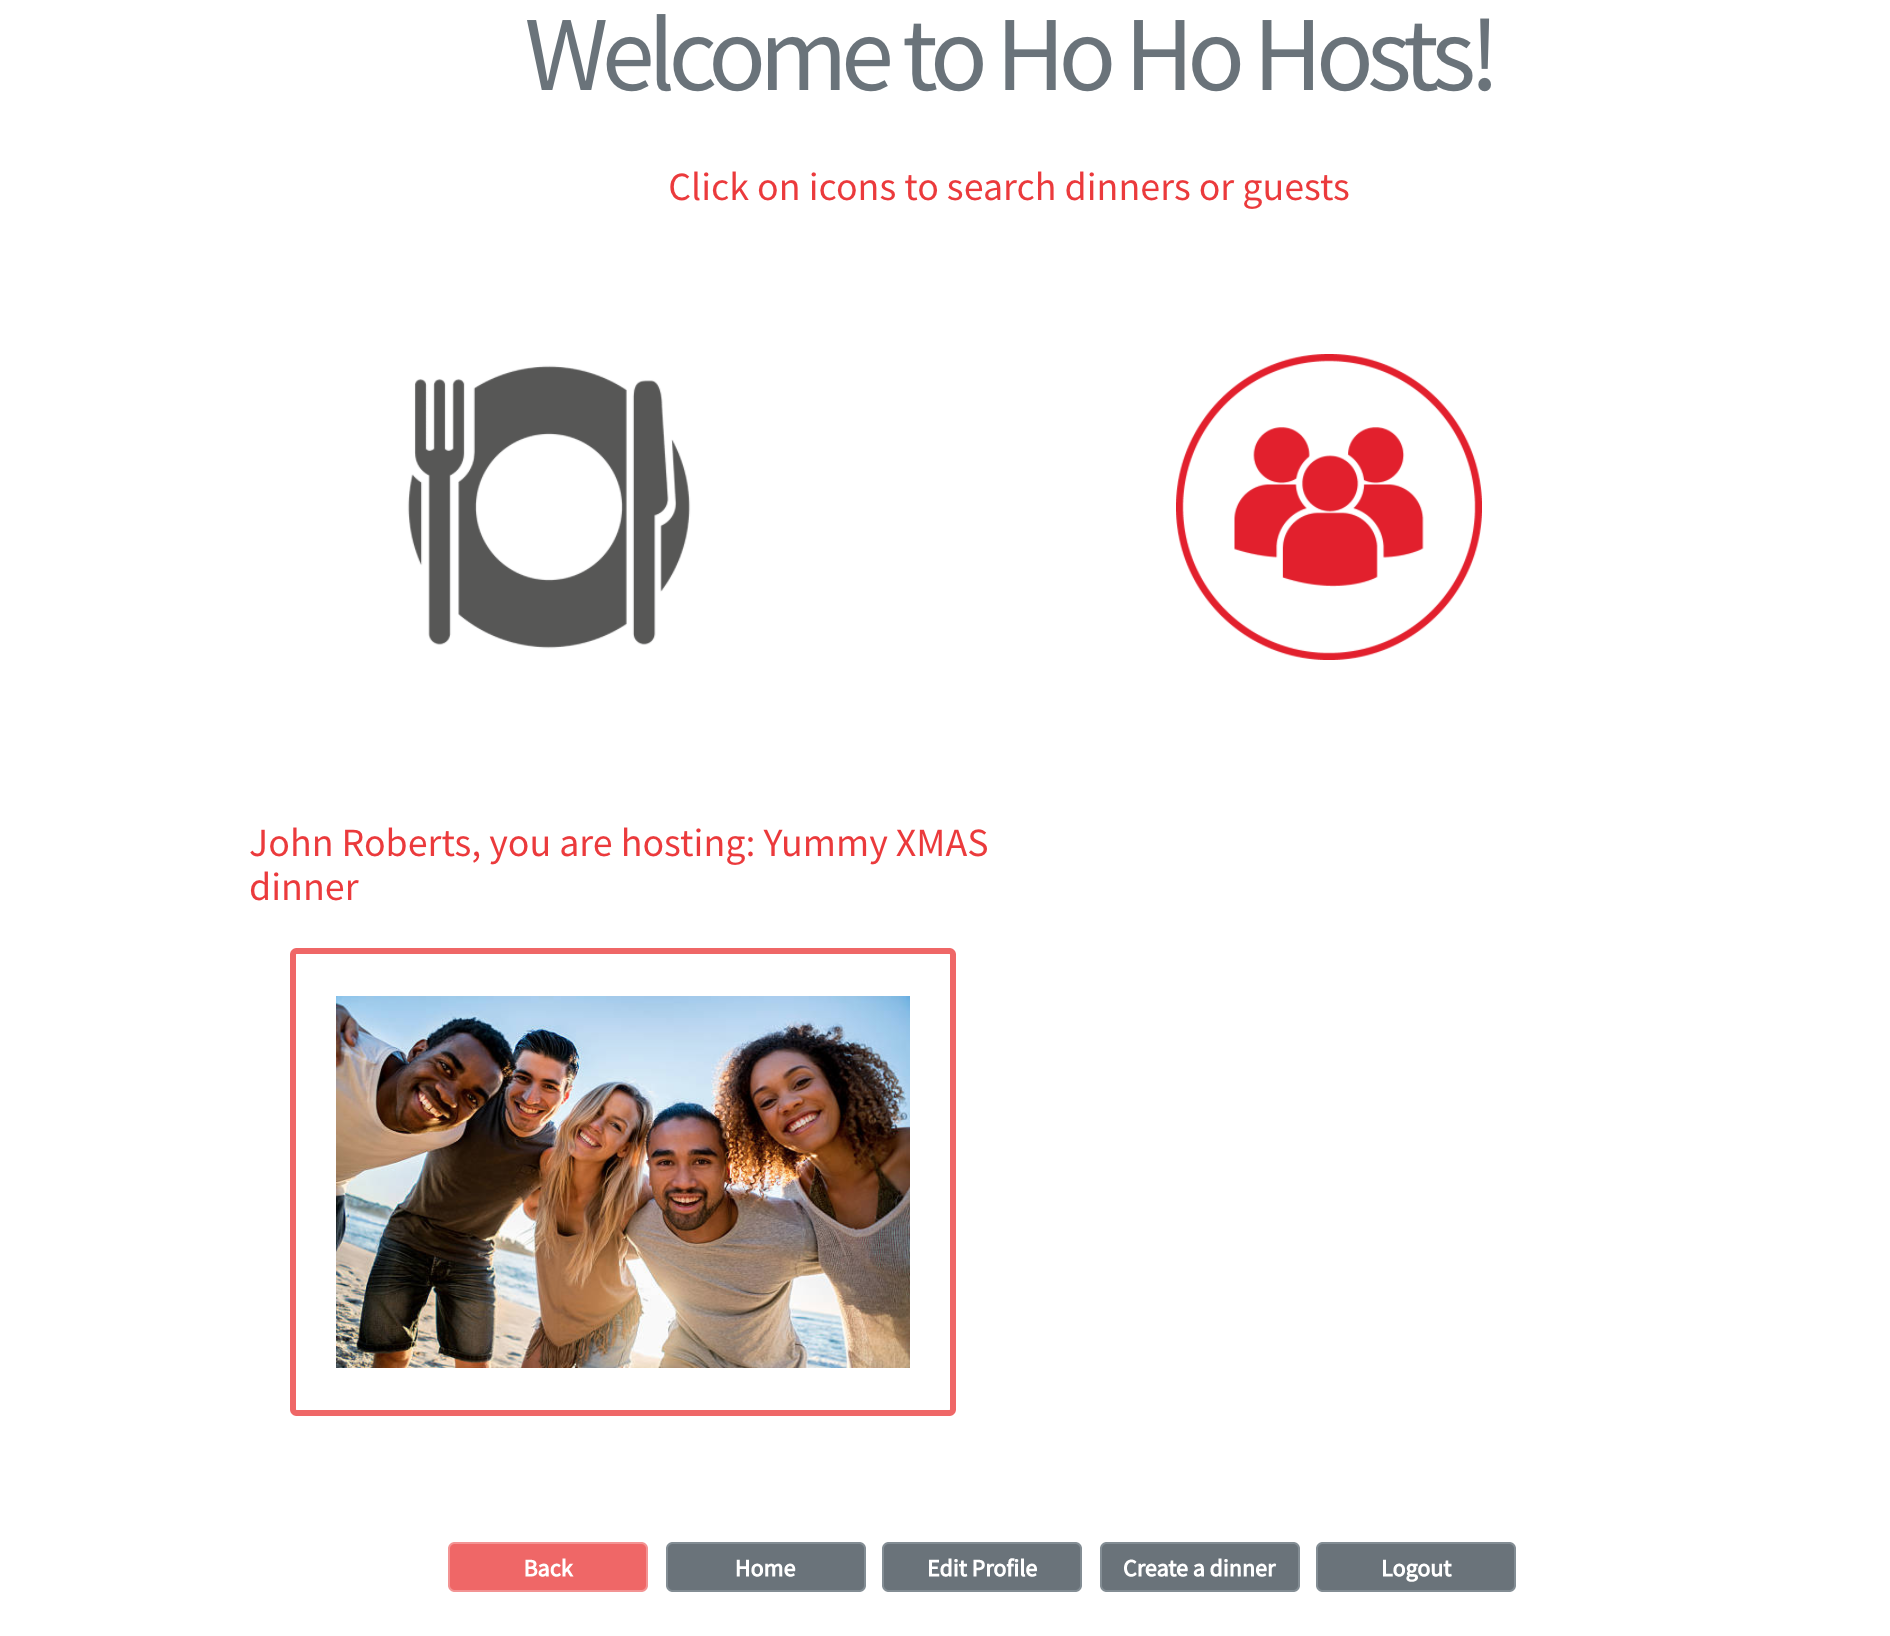 Welcome to Ho Ho Hosts!
Click on icons to search dinners or guests
John Roberts, you are hosting: Yummy XMAS
dinner
Back
Home
Edit Profile
Create a dinner
Logout